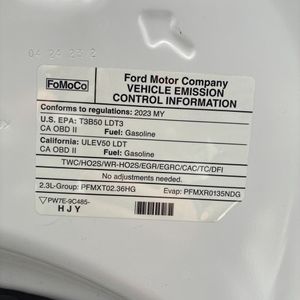 04 24 23 2
FoMoCo
Ford Motor Company
VEHICLE EMISSION
CONTROL INFORMATION
Conforms to regulations: 2023 MY
U.S. EPA: T3B50 LDT3
CA OBD II Fuel: Gasoline
California: ULEV50 LDT
CA OBD II Fuel: Gasoline
TWC/HO2S/WR-HO2S/EGR/EGRC/CAC/TC/DFI
No adjustments needed.
2.3L-Group: PFMXT02.36HG Evap: PFMXR0135NDG
PW7E-9C485-
HJY